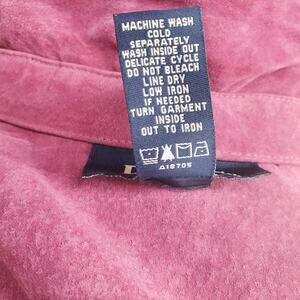 MACHINE WASH
COLD
SEPARATELY
WASH INSIDE OUT
DELICATE CYCLE
DO NOT BLEACH
LINE DRY
LOW IRON
IF NEEDED
TURN GARMENT
INSIDE
OUT TO IRON
A18705